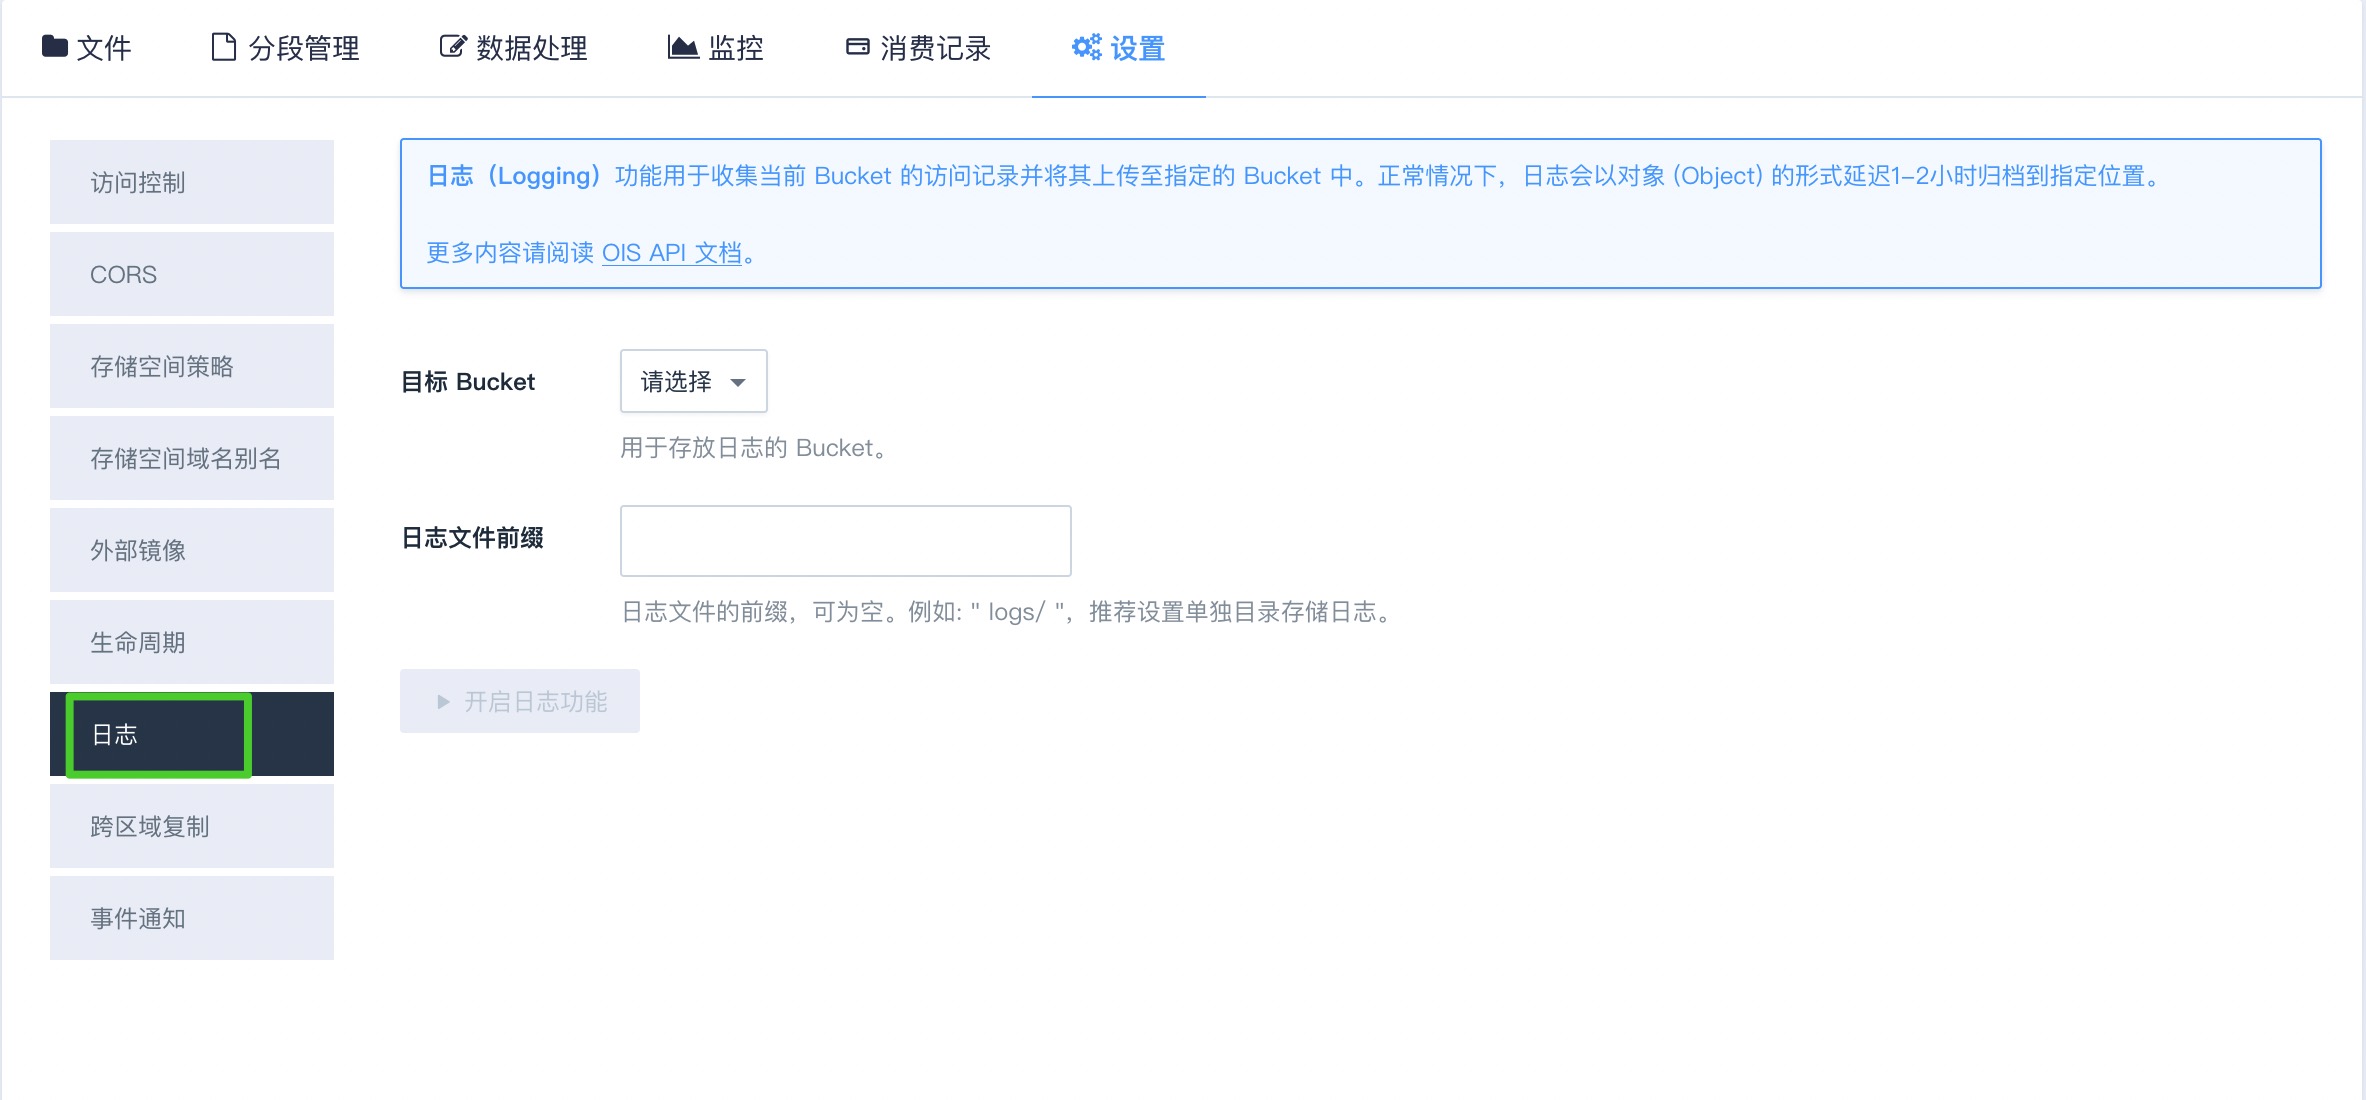 文件
分段管理
数据处理
监控
消费记录
设置
访问控制
CORS
存储空间策略
存储空间域名别名
外部镜像
生命周期
日志
跨区域复制
事件通知
日志（Logging）功能用于收集当前 Bucket 的访问记录并将其上传至指定的 Bucket 中。正常情况下，日志会以对象 (Object) 的形式延迟1-2小时归档到指定位置。
更多内容请阅读 OIS API 文档。
目标 Bucket
请选择
用于存放日志的 Bucket。
日志文件前缀
日志文件的前缀，可为空。例如: " logs/ "，推荐设置单独目录存储日志。
开启日志功能